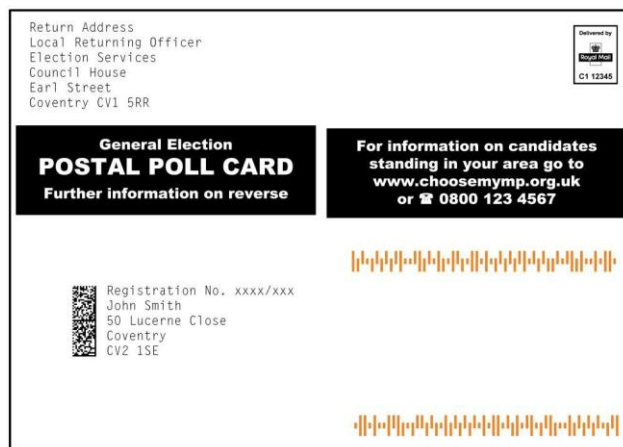 Return Address
Local Returning Officer
Election Services
Council House
Earl Street
Coventry CV1 5RR
Delivered by
Royal Mail
C1 12345
General Election
POSTAL POLL CARD
Further information on reverse
For information on candidates
standing in your area go to
www.choosemymp.org.uk
or ☎ 0800 123 4567
Registration No. xxxx/xxx
John Smith
50 Lucerne Close
Coventry
CV2 1SE